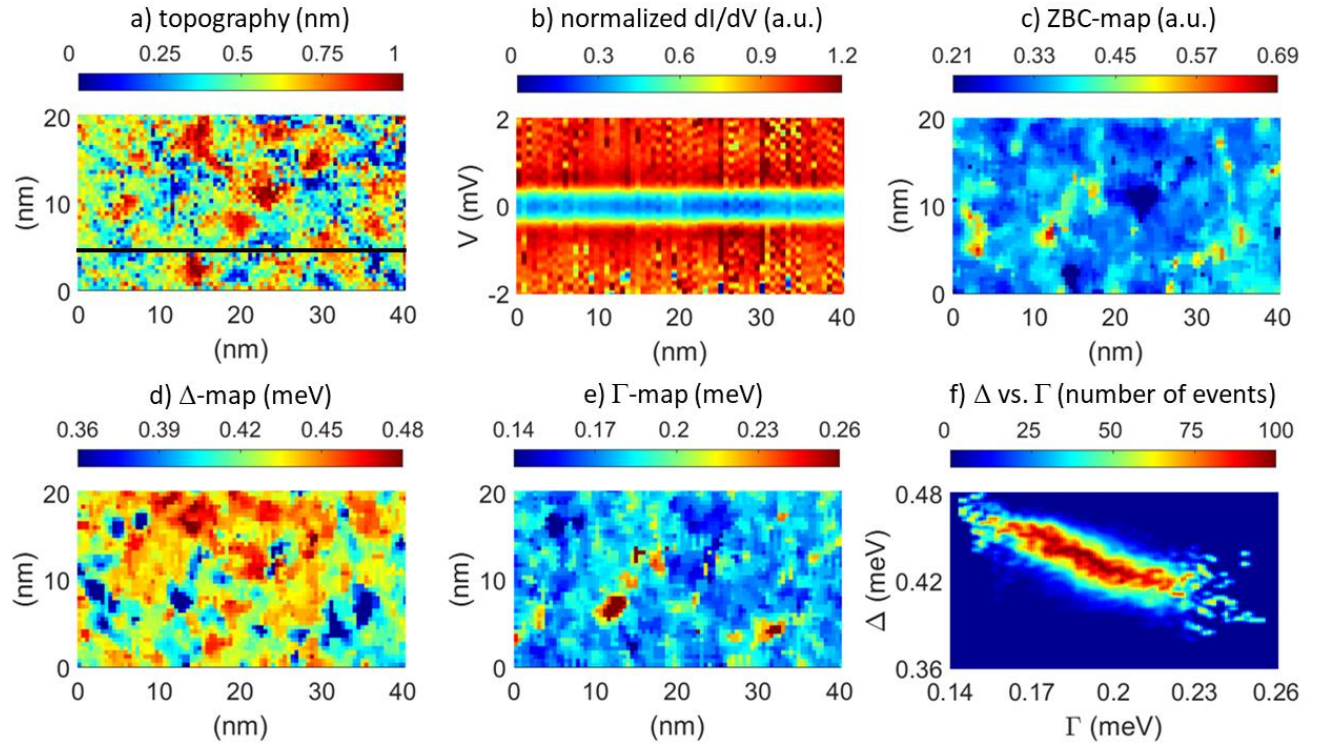 a) topography (nm)
0 0.25 0.5 0.75 1
(nm)
20
10
0
0 10 20 30 40
(nm)
b) normalized dI/dV (a.u.)
0 0.3 0.6 0.9 1.2
V (mV)
2
0
-2
0 10 20 30 40
(nm)
c) ZBC-map (a.u.)
0.21 0.33 0.45 0.57 0.69
(nm)
20
10
0
0 10 20 30 40
(nm)
d) Δ-map (meV)
0.36 0.39 0.42 0.45 0.48
(nm)
20
10
0
0 10 20 30 40
(nm)
e) Γ-map (meV)
0.14 0.17 0.2 0.23 0.26
(nm)
20
10
0
0 10 20 30 40
(nm)
f) Δ vs. Γ (number of events)
0 25 50 75 100
Δ (meV)
0.48
0.42
0.36
0.14 0.17 0.2 0.23 0.26
Γ (meV)